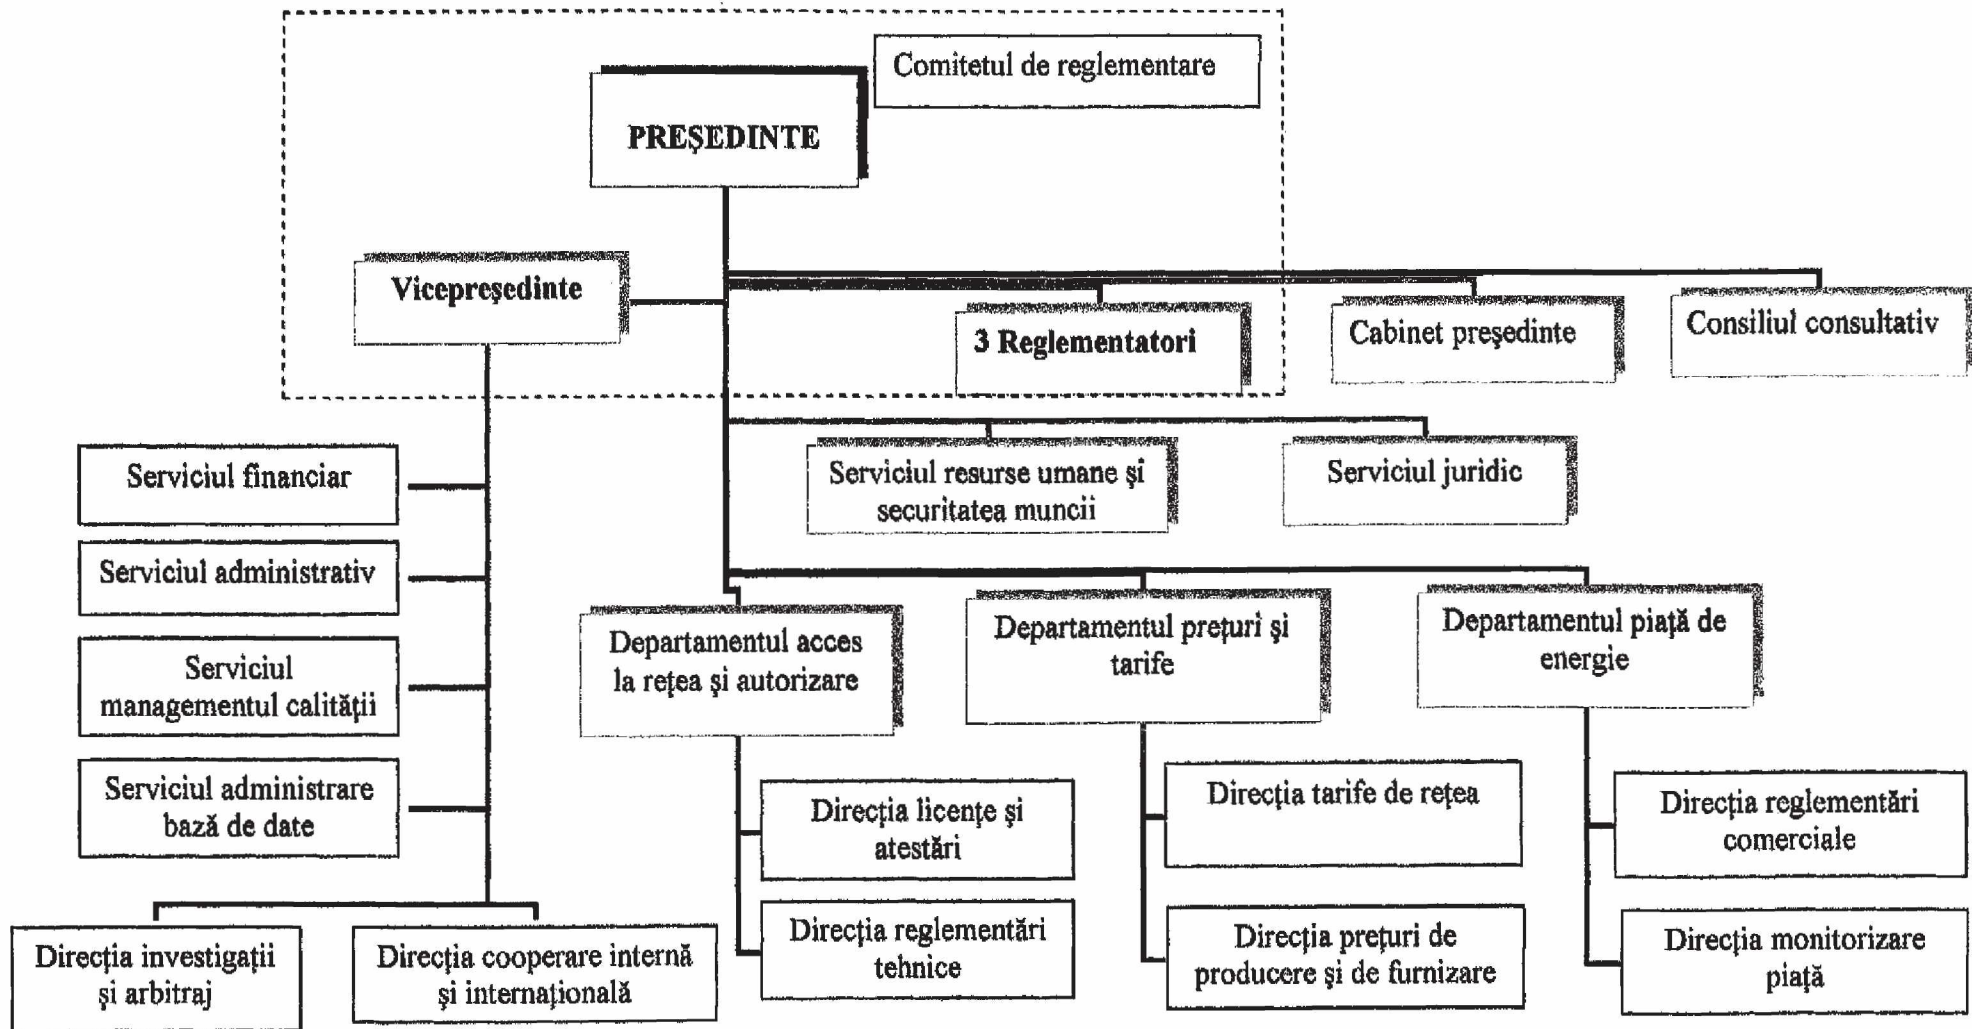 Comitetul de reglementare
PREŞEDINTE
Vicepreşedinte
3 Reglementatori
Cabinet preşedinte
Consiliul consultativ
Serviciul financiar
Serviciul resurse umane şi
securitatea muncii
Serviciul juridic
Serviciul administrativ
Serviciul
managementul calităţii
Serviciul administrare
bază de date
Departamentul acces
la reţea şi autorizare
Departamentul preţuri şi
tarife
Departamentul piaţă de
energie
Direcţia licenţe şi
atestări
Direcţia tarife de reţea
Direcţia reglementări
comerciale
Direcţia investigaţii
şi arbitraj
Direcţia cooperare internă
şi internaţională
Direcţia reglementări
tehnice
Direcţia preţuri de
producere şi de furnizare
Direcţia monitorizare
piaţă